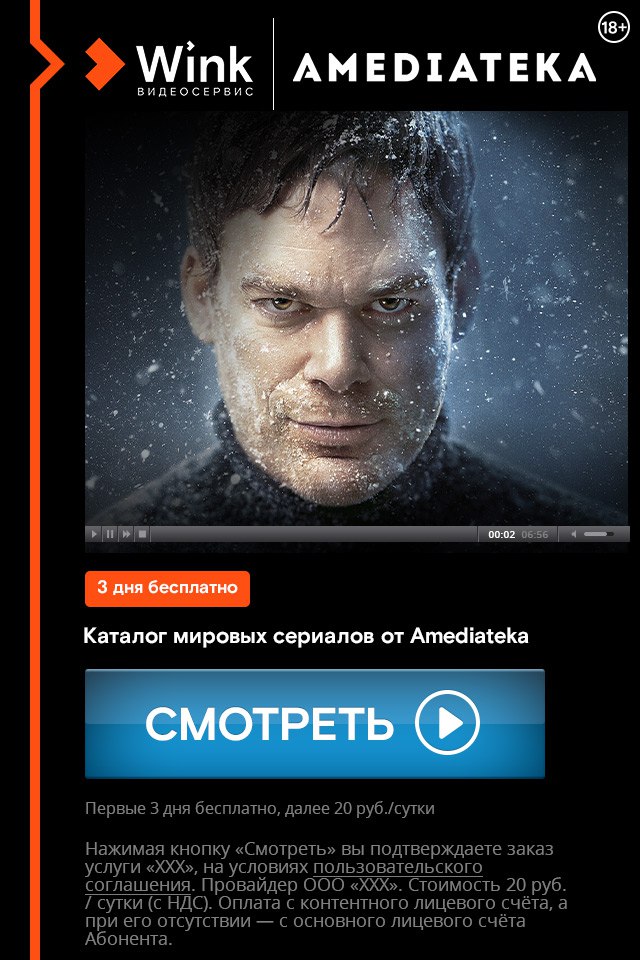 18+
Wink
ВИДЕОСЕРВИС
AMEDIATEKA
00:02 06:56
3 дня бесплатно
Каталог мировых сериалов от Amediateka
СМОТРЕТЬ
Первые 3 дня бесплатно, далее 20 руб./сутки
Нажимая кнопку «Смотреть» вы подтверждаете заказ
услуги «ХХХ», на условиях пользовательского
соглашения. Провайдер ООО «ХХХ». Стоимость 20 руб.
/ сутки (с НДС). Оплата с контентного лицевого счёта, а
при его отсутствии — с основного лицевого счёта
Абонента.